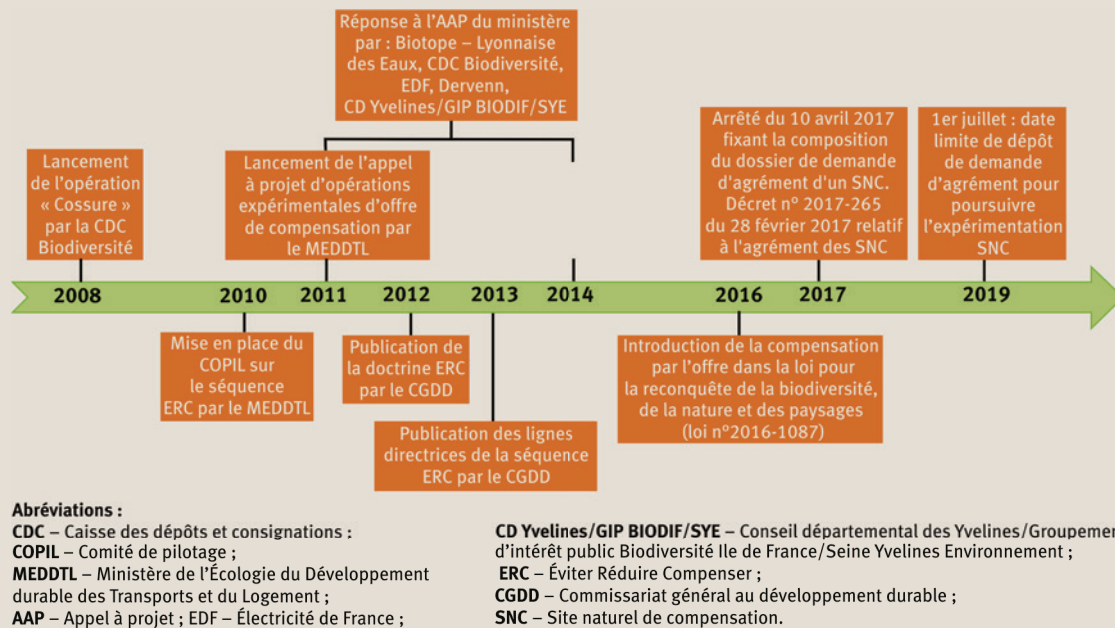 Réponse à l'AAP du ministère
par : Biotope – Lyonnaise
des Eaux, CDC Biodiversité,
EDF, Dervenn,
CD Yvelines/GIP BIODIF/SYE
Lancement
de l'opération
« Cossure »
par la CDC
Biodiversité
Lancement de l'appel
à projet d'opérations
expérimentales d'offre
de compensation par
le MEDDTL
Arrêté du 10 avril 2017
fixant la composition
du dossier de demande
d'agrément d'un SNC.
Décret n° 2017-265
du 28 février 2017 relatif
à l'agrément des SNC
1er juillet : date
limite de dépôt
de demande
d'agrément pour
poursuivre
l'expérimentation
SNC
2008 2010 2011 2012 2013 2014 2016 2017 2019
Mise en place du
COPIL sur
le séquence
ERC par le MEDDTL
Publication de
la doctrine ERC
par le CGDD
Publication des lignes
directrices de la séquence
ERC par le CGDD
Introduction de la compensation
par l'offre dans la loi pour
la reconquête de la biodiversité,
de la nature et des paysages
(loi n°2016-1087)
Abréviations :
CDC – Caisse des dépôts et consignations :
COPIL – Comité de pilotage ;
MEDDTL – Ministère de l'Écologie du Développement
durable des Transports et du Logement ;
AAP – Appel à projet ; EDF – Électricité de France ;
CD Yvelines/GIP BIODIF/SYE – Conseil départemental des Yvelines/Groupement
d'intérêt public Biodiversité Ile de France/Seine Yvelines Environnement ;
ERC – Éviter Réduire Compenser ;
CGDD – Commissariat général au développement durable ;
SNC – Site naturel de compensation.